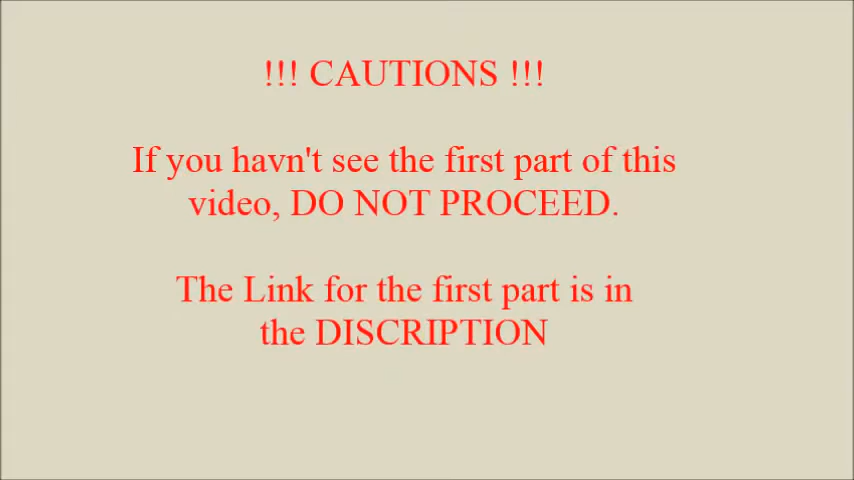 !!! CAUTIONS !!!
If you havn't see the first part of this
video, DO NOT PROCEED.
The Link for the first part is in
the DISCRIPTION